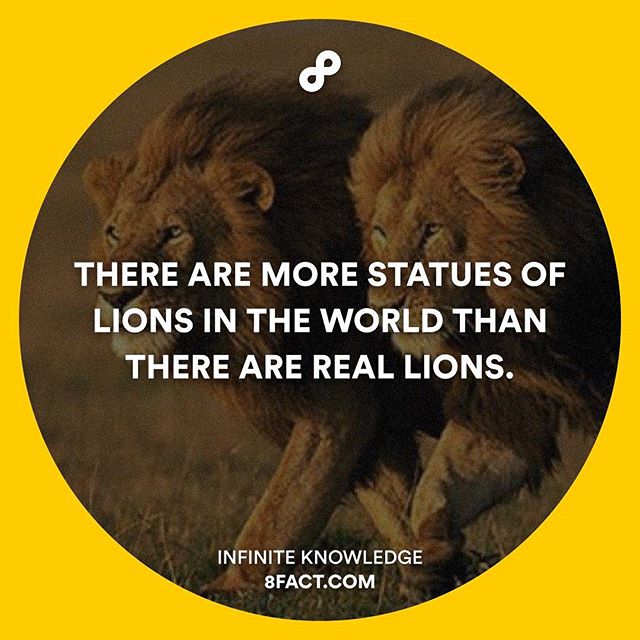 THERE ARE MORE STATUES OF
LIONS IN THE WORLD THAN
THERE ARE REAL LIONS.
INFINITE KNOWLEDGE
8FACT.COM